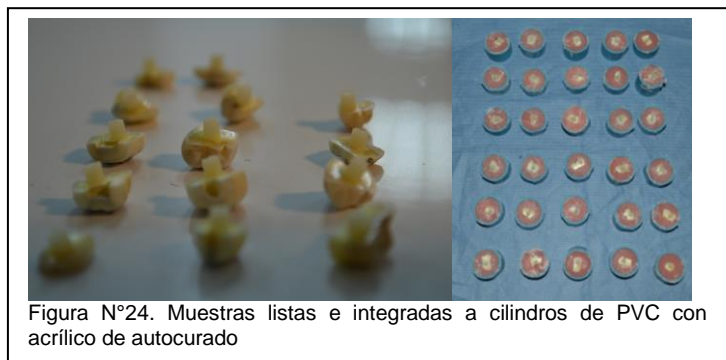 Figura N°24. Muestras listas e integradas a cilindros de PVC con
acrílico de autocurado